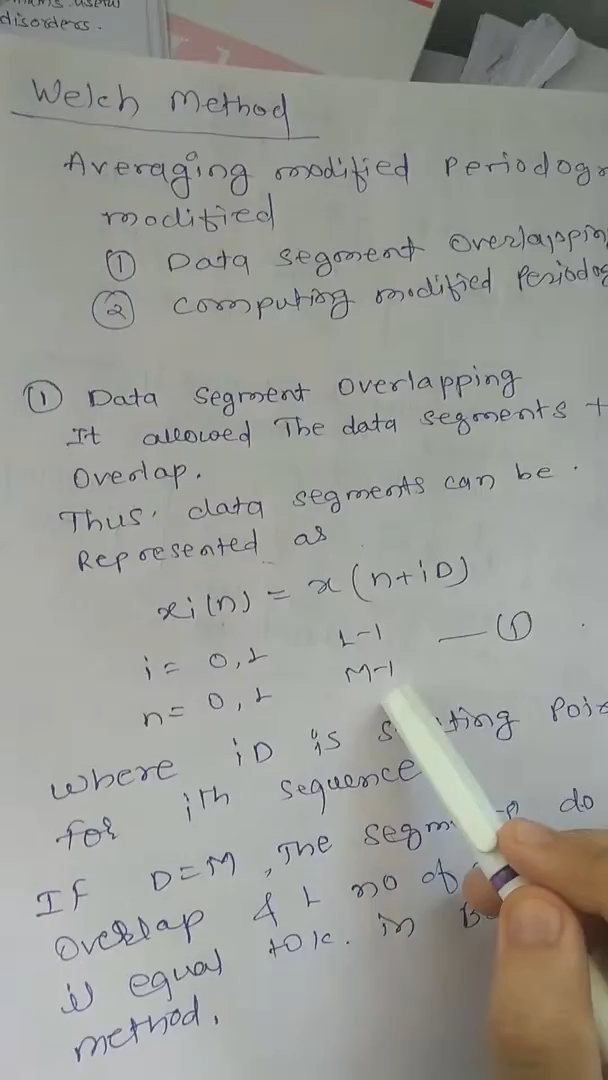 disorders.
Welch Method
Averaging modified Periodogr
modified
① Data segment overlapping
② computing modified Periodog
① Data segment overlapping
It allowed The data segments t
overlap.
Thus, data segments can be.
Represented as
xi(n) = x(n+iD)
i = 0,1 L-1 — ①
n = 0,1 M-1
where iD is ting Poin
for ith sequence
If D=M, The segm do
overlap & L no of
is equal to k. in B
method.